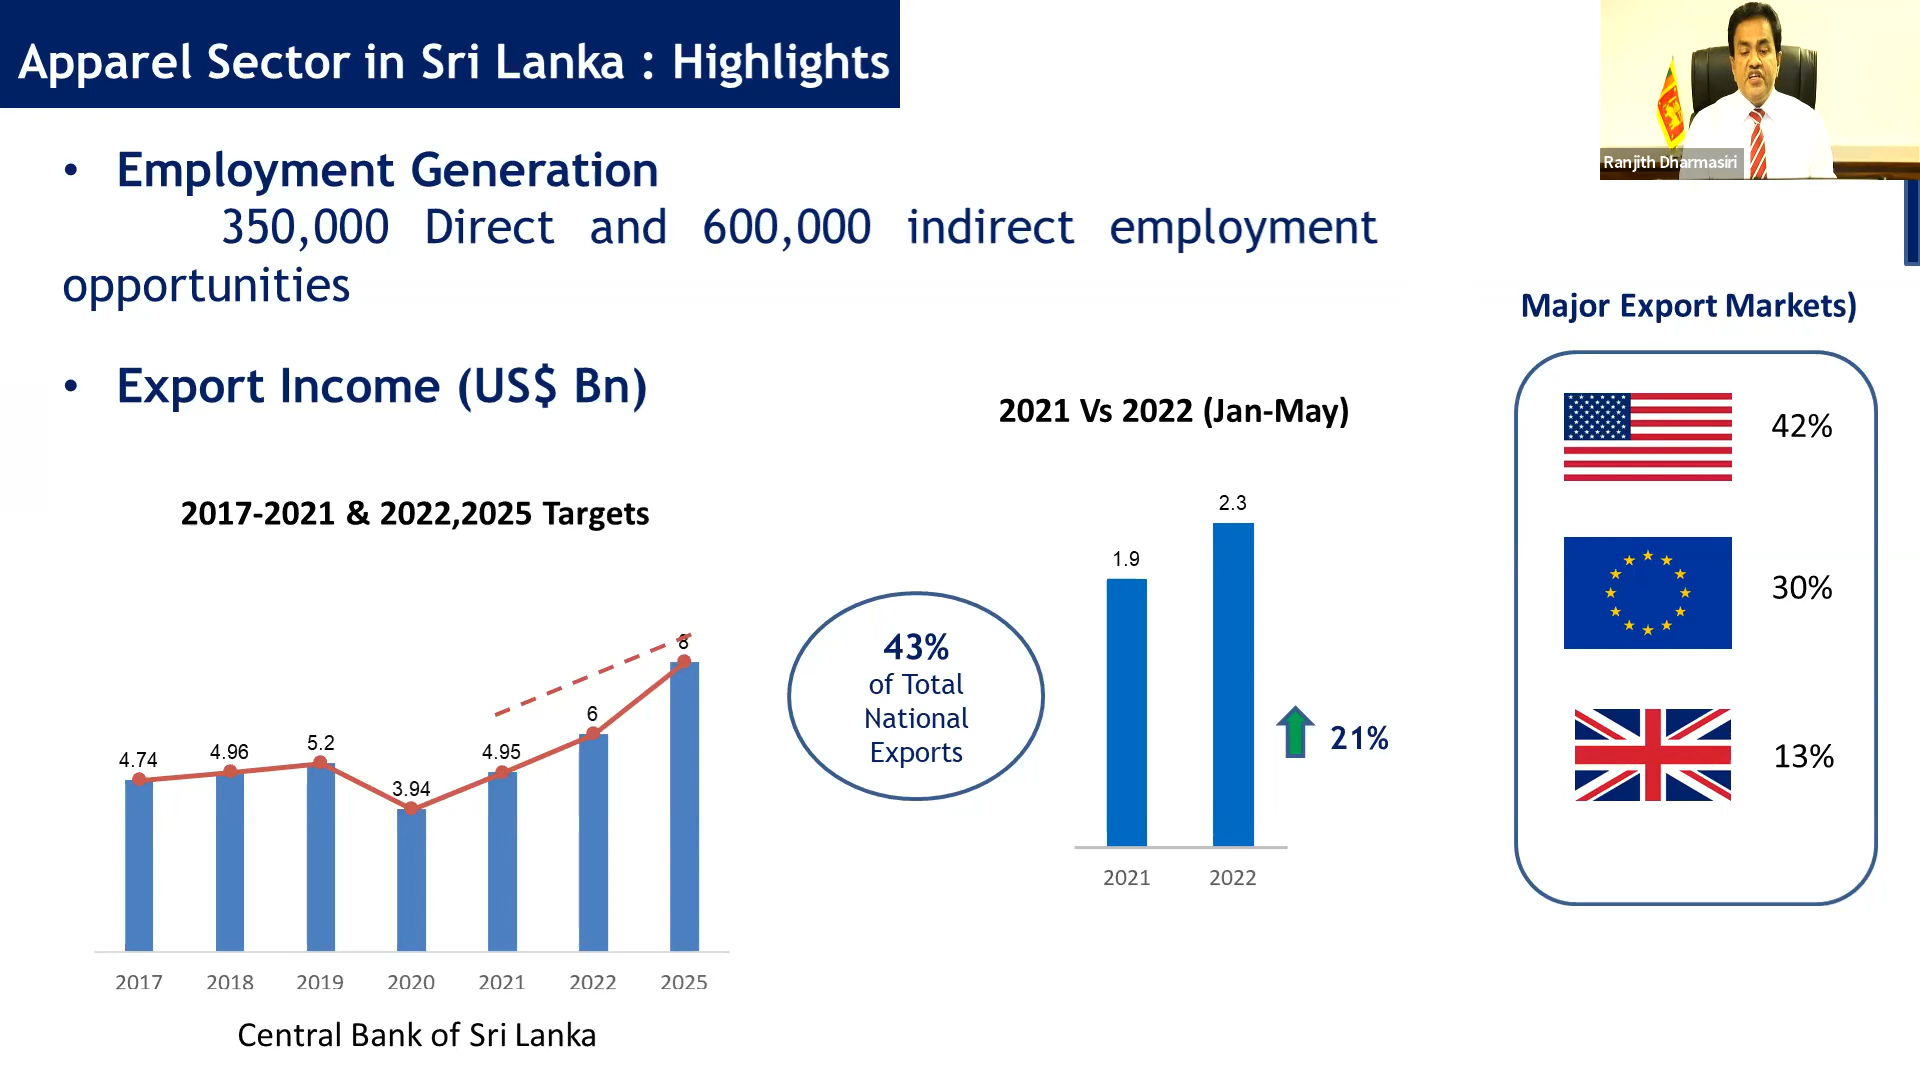 Apparel Sector in Sri Lanka : Highlights
Ranjith Dharmasiri
• Employment Generation
350,000 Direct and 600,000 indirect employment
opportunities
• Export Income (US$ Bn)
2017-2021 & 2022,2025 Targets
4.74 4.96 5.2 3.94 4.95 6 8
2017 2018 2019 2020 2021 2022 2025
Central Bank of Sri Lanka
43%
of Total
National
Exports
2021 Vs 2022 (Jan-May)
1.9 2.3
21%
2021 2022
Major Export Markets)
42%
30%
13%